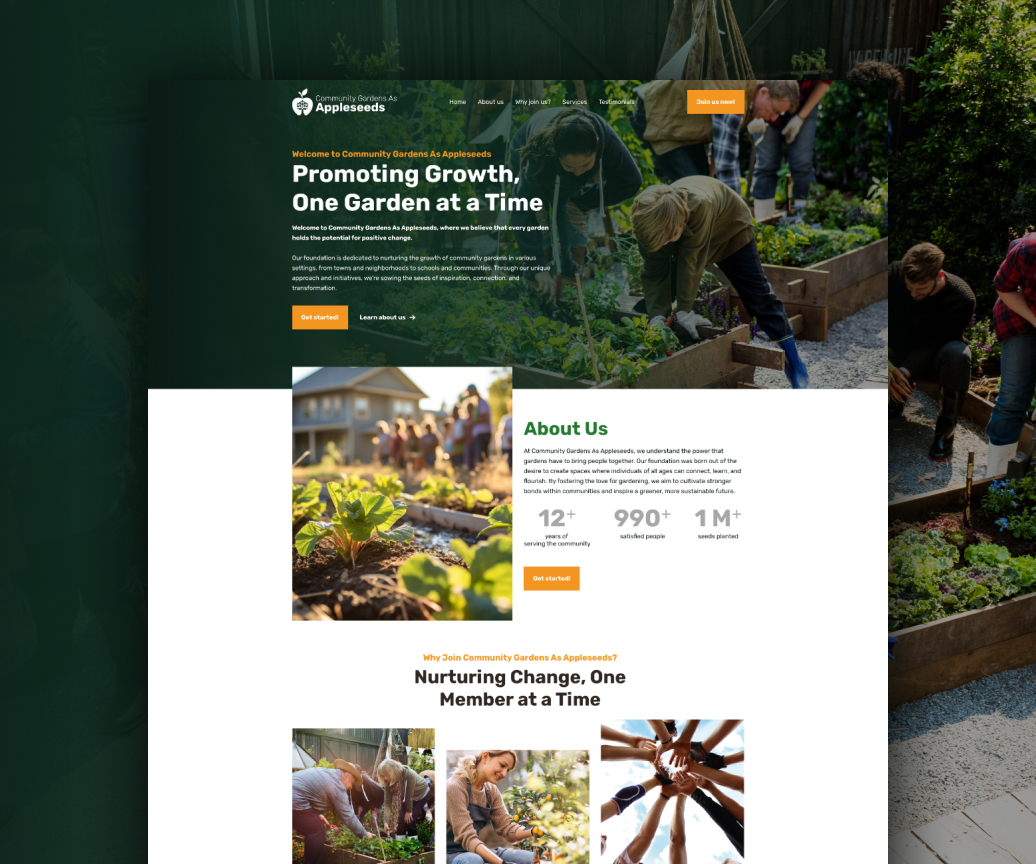 Community Gardens As
Appleseeds
Home About us Why join us? Services Testimonials
Join us now!
Welcome to Community Gardens As Appleseeds
Promoting Growth,
One Garden at a Time
Welcome to Community Gardens As Appleseeds, where we believe that every garden
holds the potential for positive change.
Our foundation is dedicated to nurturing the growth of community gardens in various
settings, from towns and neighborhoods to schools and communities. Through our unique
approach and initiatives, we're sowing the seeds of inspiration, connection, and
transformation.
Get started! Learn about us →
About Us
At Community Gardens As Appleseeds, we understand the power that
gardens have to bring people together. Our foundation was born out of the
desire to create spaces where individuals of all ages can connect, learn, and
flourish. By fostering the love for gardening, we aim to cultivate stronger
bonds within communities and inspire a greener, more sustainable future.
12+ 990+ 1 M+
years of
serving the community
satisfied people
seeds planted
Get started!
Why Join Community Gardens As Appleseeds?
Nurturing Change, One
Member at a Time